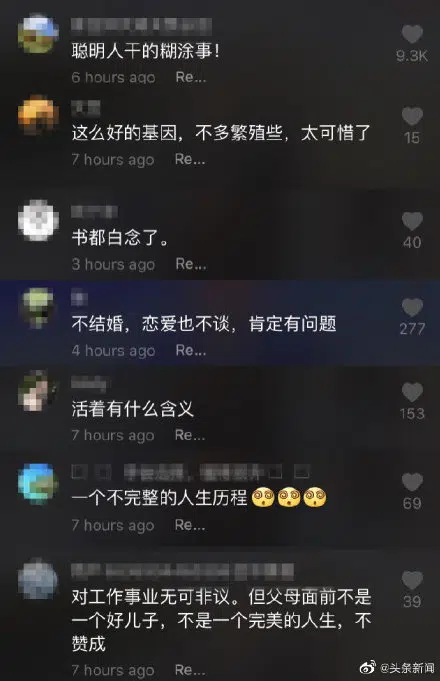 聪明人干的糊涂事！
9.3K
6 hours ago Re...
这么好的基因，不多繁殖些，太可惜了
15
7 hours ago Re...
书都白念了。
40
3 hours ago Re...
不结婚，恋爱也不谈，肯定有问题
277
4 hours ago Re...
活着有什么含义
153
7 hours ago Re...
一个不完整的人生历程
69
7 hours ago Re...
对工作事业无可非议。但父母面前不是
一个好儿子，不是一个完美的人生，不
赞成
39
7 hours ago Re...
@头条新闻